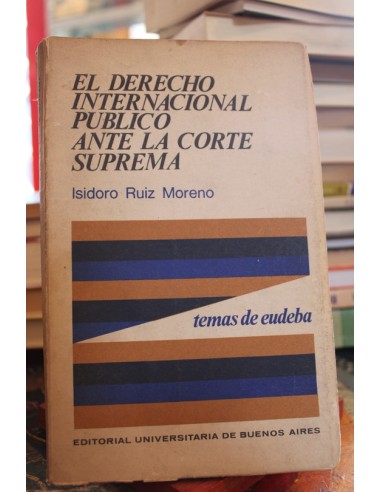 EL DERECHO
INTERNACIONAL
PUBLICO
ANTE LA CORTE
SUPREMA
Isidoro Ruiz Moreno
temas de eudeba
EDITORIAL UNIVERSITARIA DE BUENOS AIRES